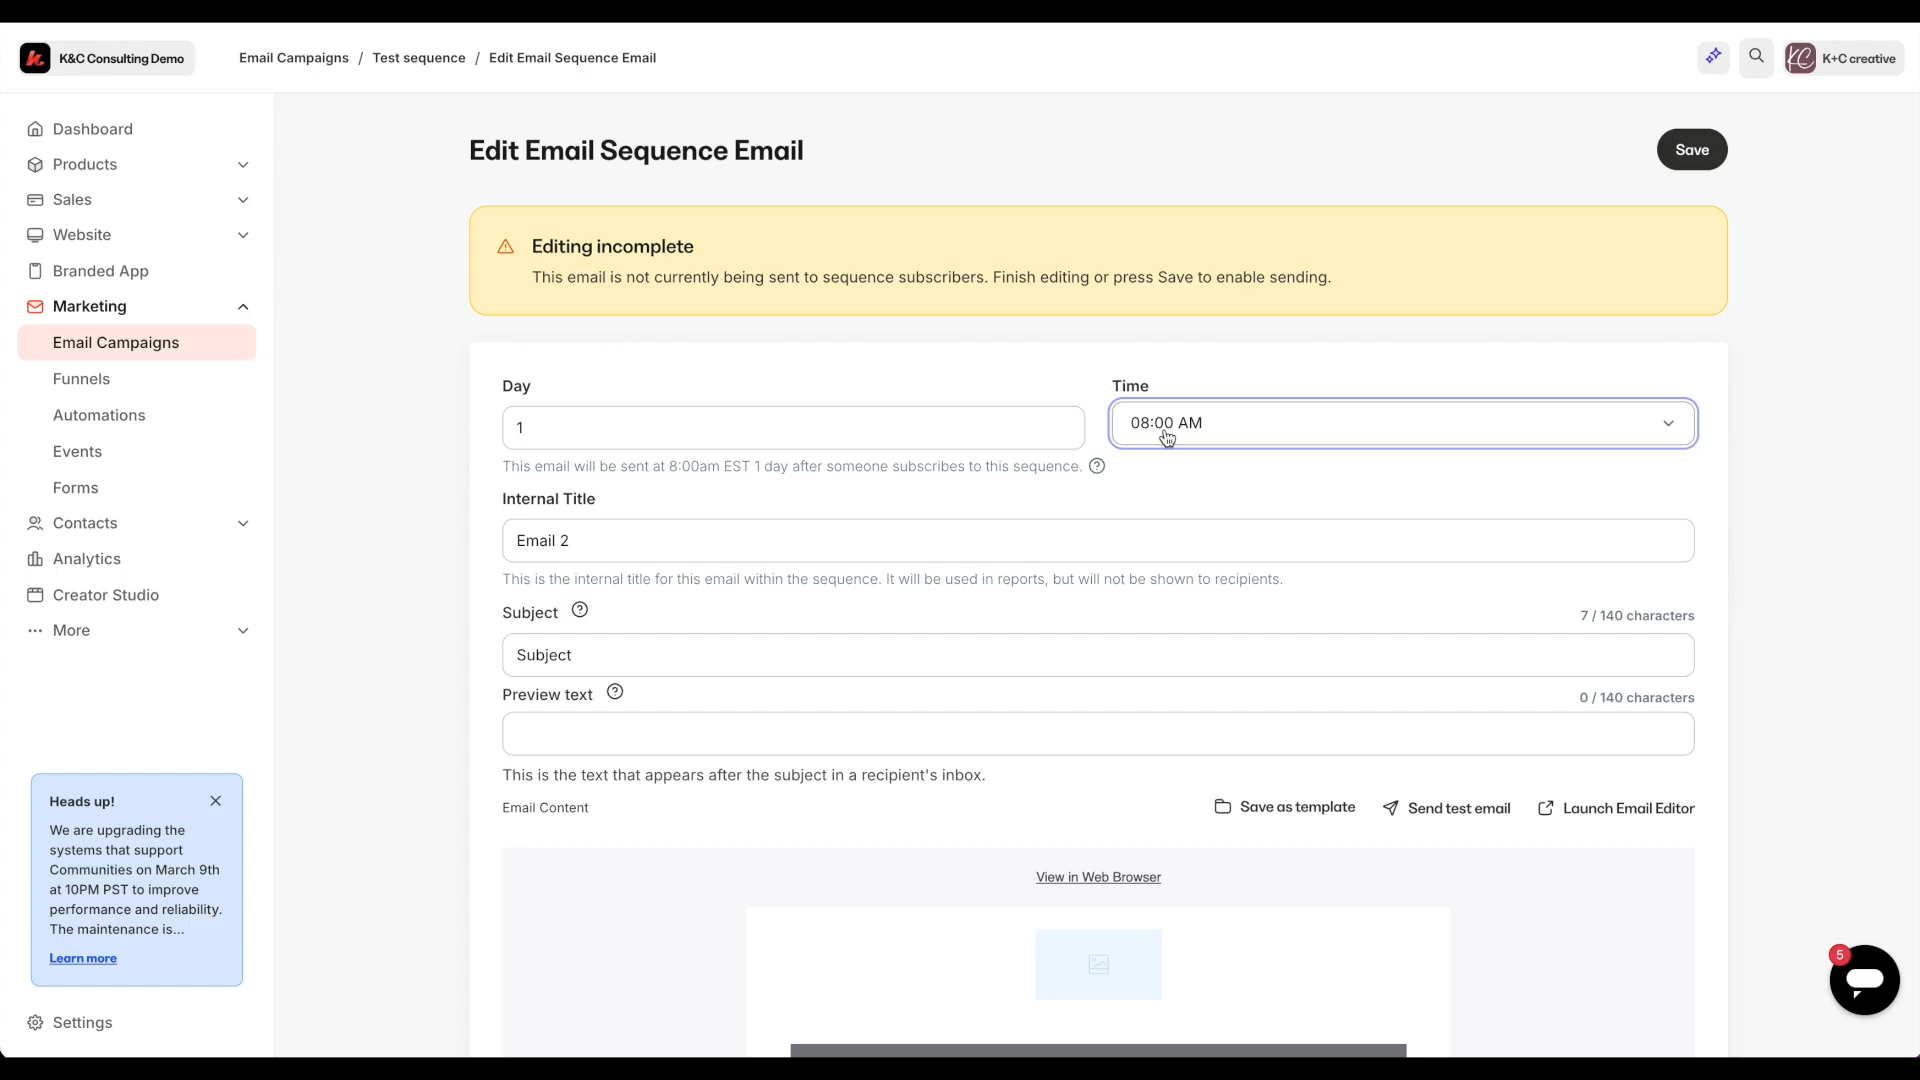 K&C Consulting Demo
Email Campaigns / Test sequence / Edit Email Sequence Email
K+C creative
Dashboard
Products
Sales
Website
Branded App
Marketing
Email Campaigns
Funnels
Automations
Events
Forms
Contacts
Analytics
Creator Studio
More
Heads up!
We are upgrading the
systems that support
Communities on March 9th
at 10PM PST to improve
performance and reliability.
The maintenance is...
Learn more
Settings
Edit Email Sequence Email
Save
Editing incomplete
This email is not currently being sent to sequence subscribers. Finish editing or press Save to enable sending.
Day
Time
1
08:00 AM
This email will be sent at 8:00am EST 1 day after someone subscribes to this sequence.
Internal Title
Email 2
This is the internal title for this email within the sequence. It will be used in reports, but will not be shown to recipients.
Subject
7 / 140 characters
Subject
Preview text
0 / 140 characters
This is the text that appears after the subject in a recipient's inbox.
Email Content
Save as template
Send test email
Launch Email Editor
View in Web Browser
5